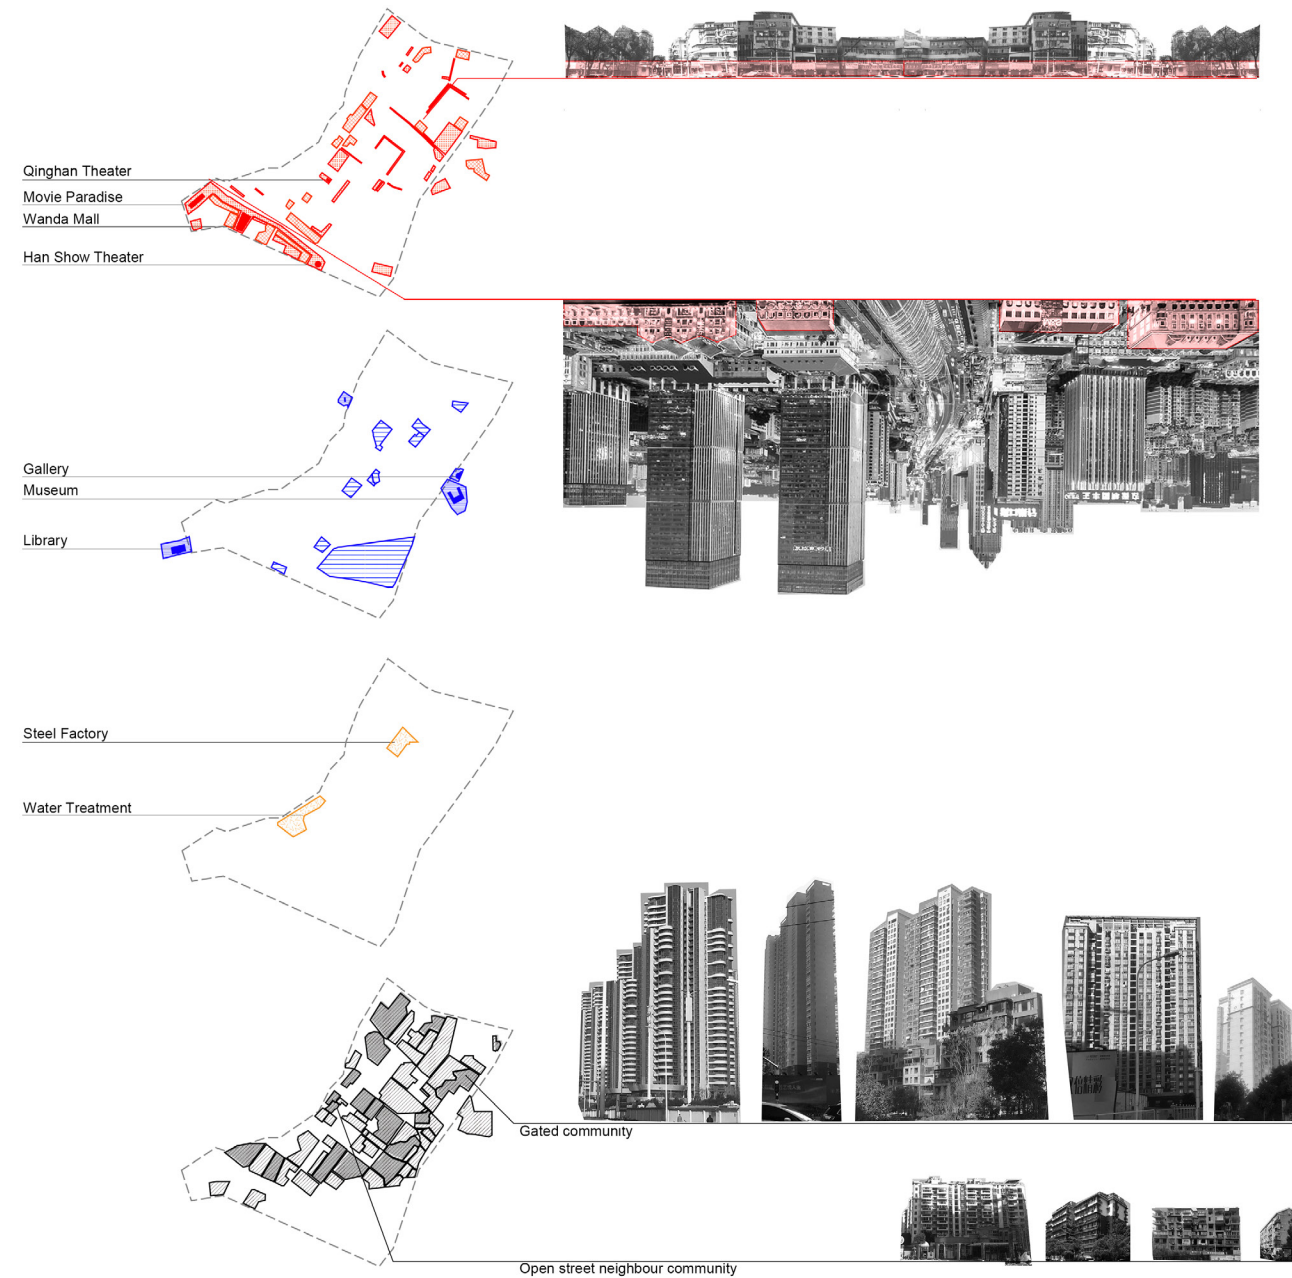 Qinghan Theater
Movie Paradise
Wanda Mall
Han Show Theater
Gallery
Museum
Library
Steel Factory
Water Treatment
Gated community
Open street neighbour community